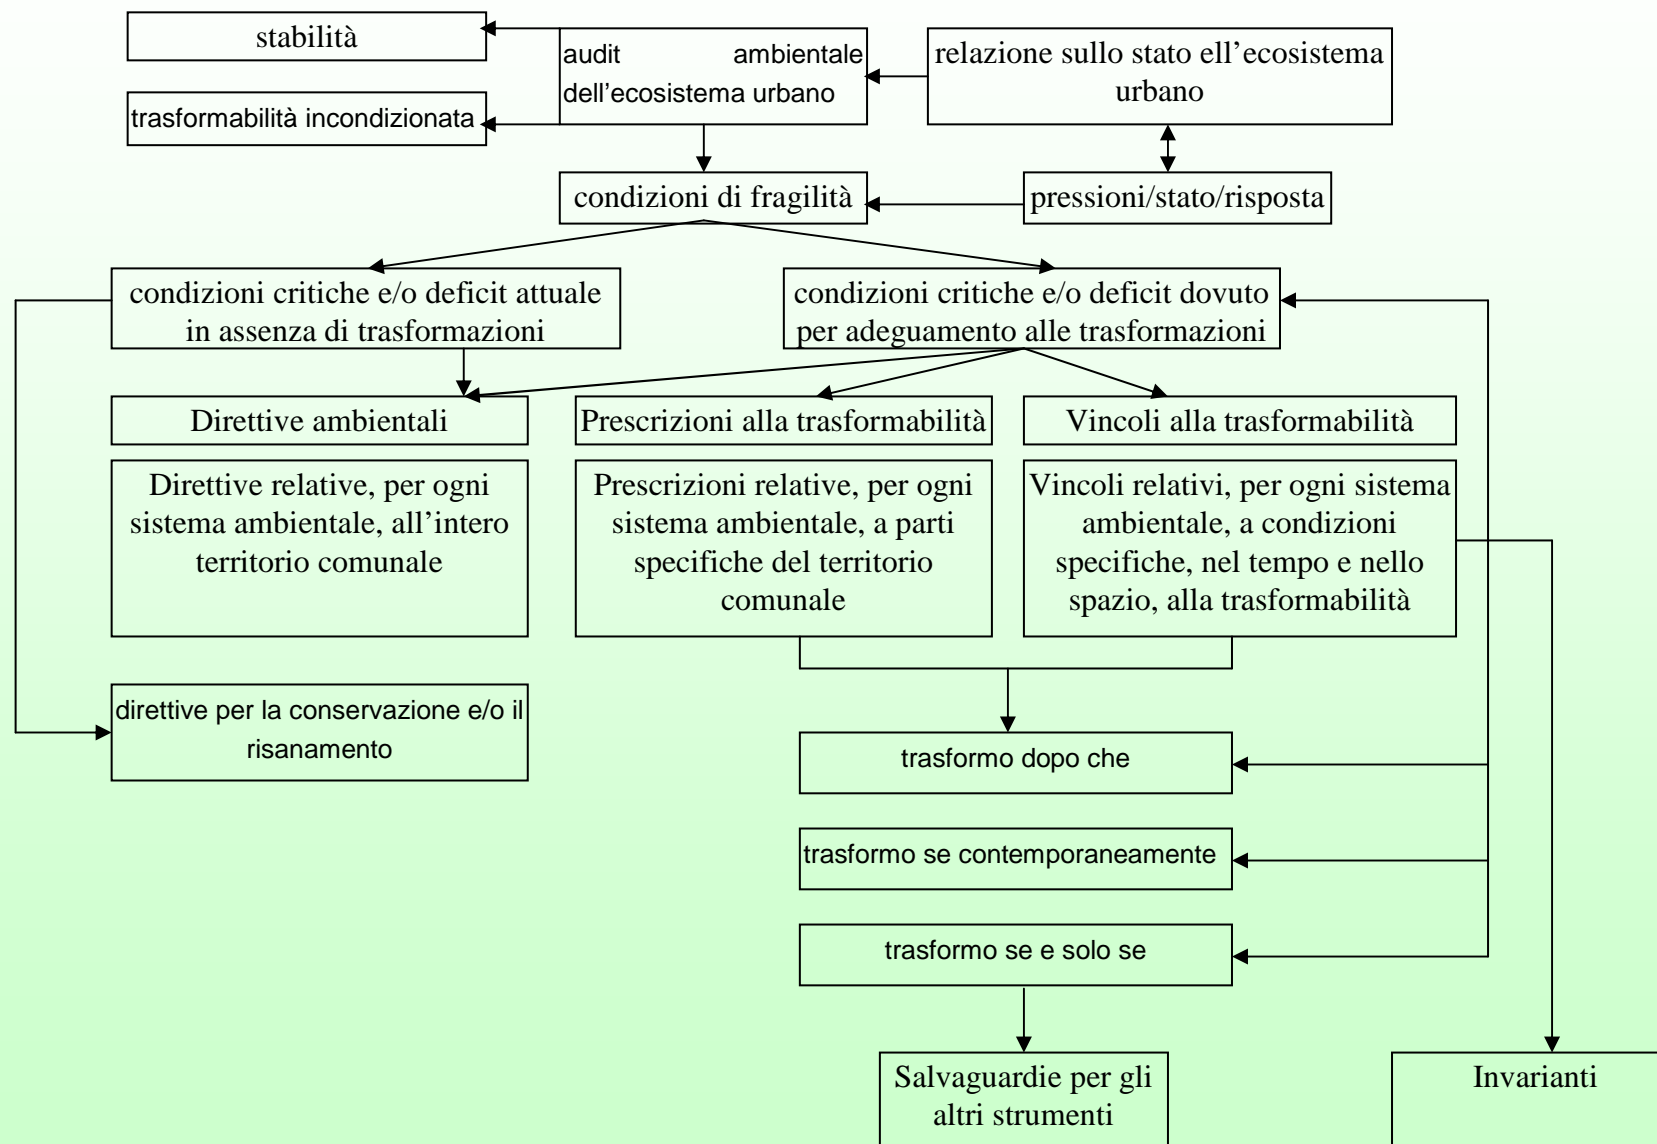 stabilità
audit ambientale
dell’ecosistema urbano
relazione sullo stato ell’ecosistema
urbano
trasformabilità incondizionata
condizioni di fragilità
pressioni/stato/risposta
condizioni critiche e/o deficit attuale
in assenza di trasformazioni
condizioni critiche e/o deficit dovuto
per adeguamento alle trasformazioni
Direttive ambientali
Prescrizioni alla trasformabilità
Vincoli alla trasformabilità
Direttive relative, per ogni
sistema ambientale, all’intero
territorio comunale
Prescrizioni relative, per ogni
sistema ambientale, a parti
specifiche del territorio
comunale
Vincoli relativi, per ogni sistema
ambientale, a condizioni
specifiche, nel tempo e nello
spazio, alla trasformabilità
direttive per la conservazione e/o il
risanamento
trasformo dopo che
trasformo se contemporaneamente
trasformo se e solo se
Salvaguardie per gli
altri strumenti
Invarianti